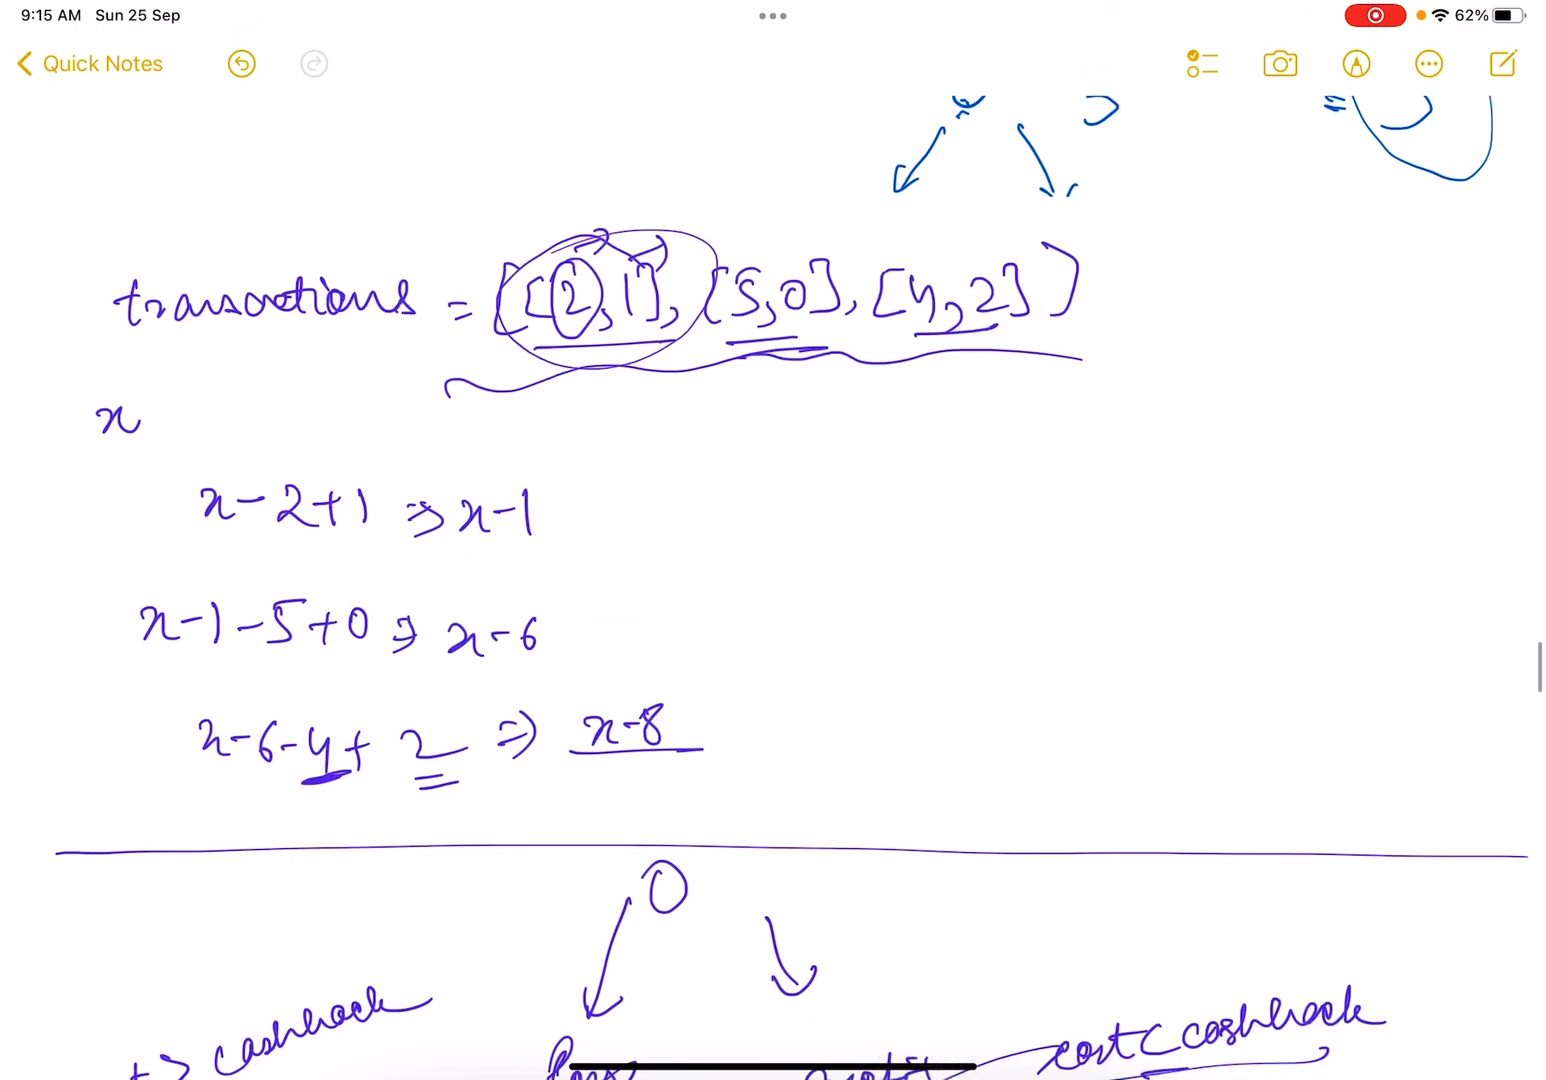 9:15 AM Sun 25 Sep
62%
Quick Notes
transactions = [[2,1], [5,0], [4,2]]
x
x-2+1 => x-1
x-1-5+0 => x-6
x-6-4+2 => x-8
0
> cashback
cost < cashback